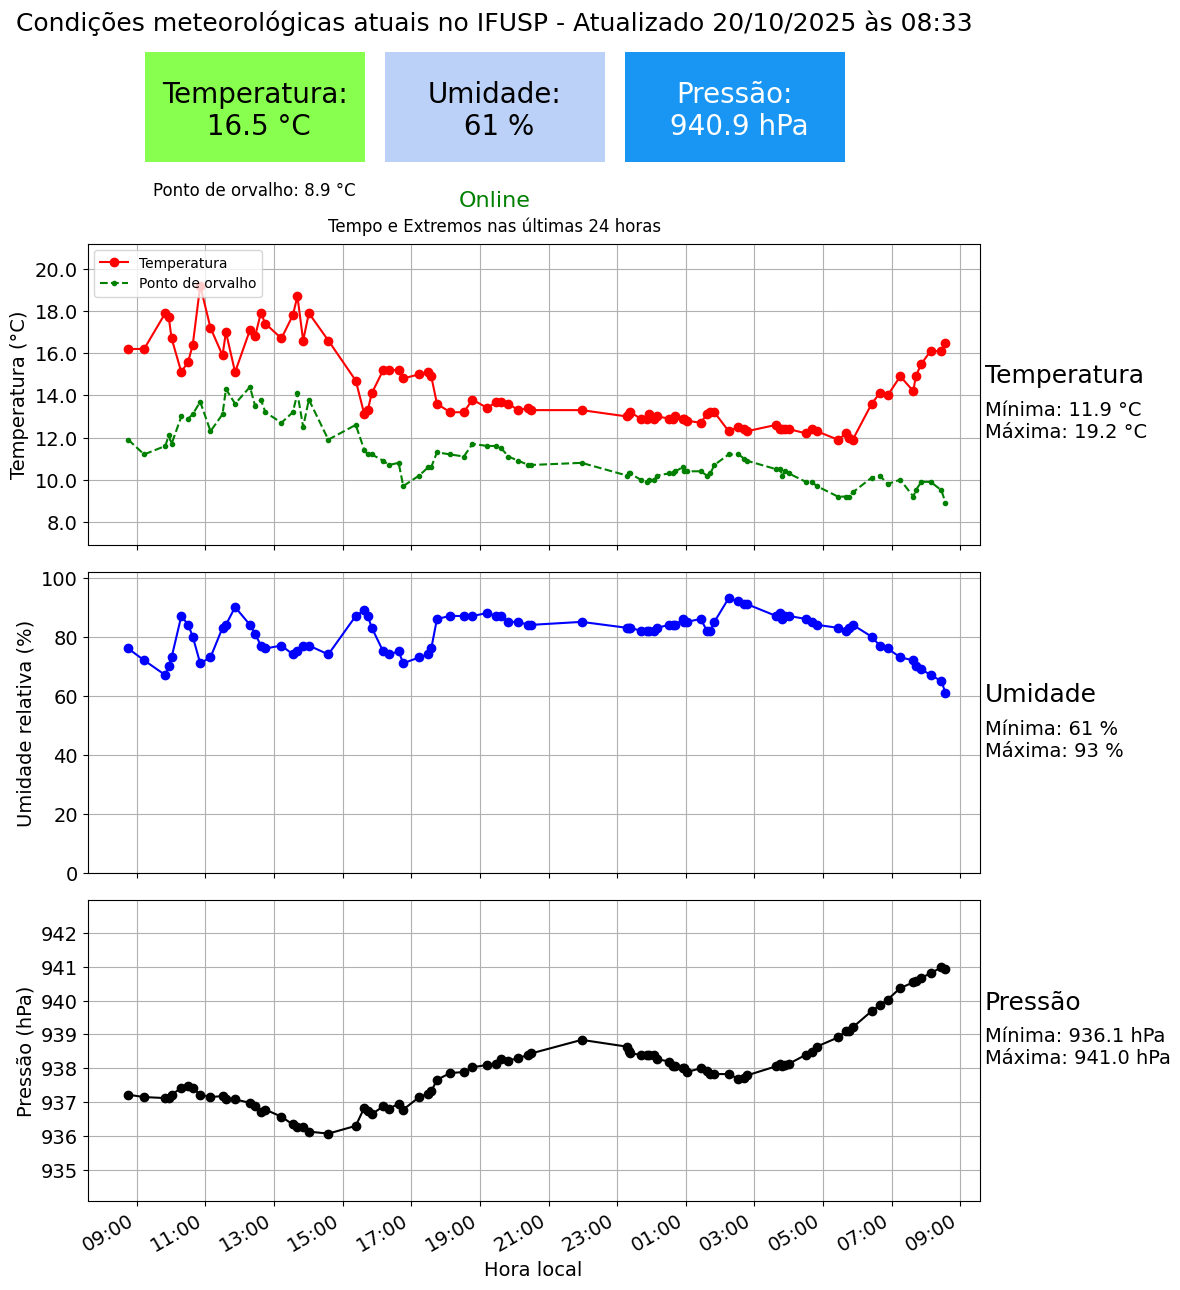 Condições meteorológicas atuais no IFUSP - Atualizado 20/10/2025 às 08:33
Temperatura:
16.5 °C
Umidade:
61 %
Pressão:
940.9 hPa
Ponto de orvalho: 8.9 °C
Online
Tempo e Extremos nas últimas 24 horas
Temperatura
Ponto de orvalho
Temperatura (°C)
20.0
18.0
16.0
14.0
12.0
10.0
8.0
Temperatura
Mínima: 11.9 °C
Máxima: 19.2 °C
Umidade relativa (%)
100
80
60
40
20
0
Umidade
Mínima: 61 %
Máxima: 93 %
Pressão (hPa)
942
941
940
939
938
937
936
935
Pressão
Mínima: 936.1 hPa
Máxima: 941.0 hPa
09:00
11:00
13:00
15:00
17:00
19:00
21:00
23:00
01:00
03:00
05:00
07:00
09:00
Hora local